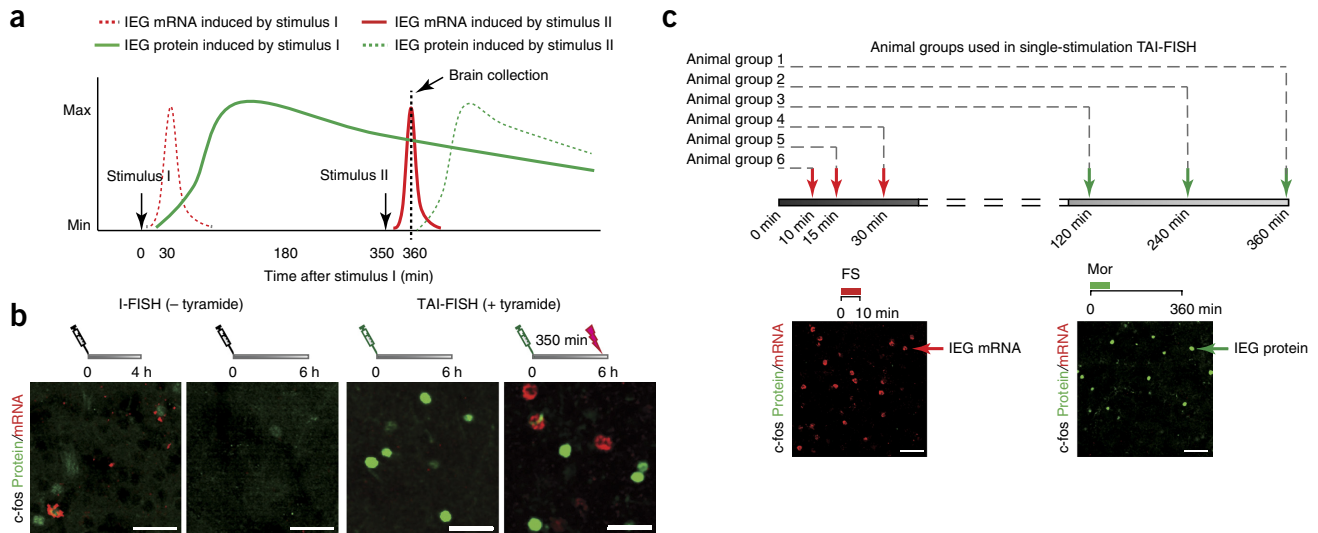 a
IEG mRNA induced by stimulus I
IEG mRNA induced by stimulus II
IEG protein induced by stimulus I
IEG protein induced by stimulus II
Brain collection
Max
Stimulus I
Stimulus II
Min
0 30 180 350 360
Time after stimulus I (min)
b
I-FISH (– tyramide)
TAI-FISH (+ tyramide)
350 min
0 4 h 0 6 h 0 6 h 0 6 h
c-fos Protein/mRNA
c
Animal groups used in single-stimulation TAI-FISH
Animal group 1
Animal group 2
Animal group 3
Animal group 4
Animal group 5
Animal group 6
0 min 10 min 15 min 30 min 120 min 240 min 360 min
FS
0 10 min
c-fos Protein/mRNA
IEG mRNA
Mor
0 360 min
c-fos Protein/mRNA
IEG protein